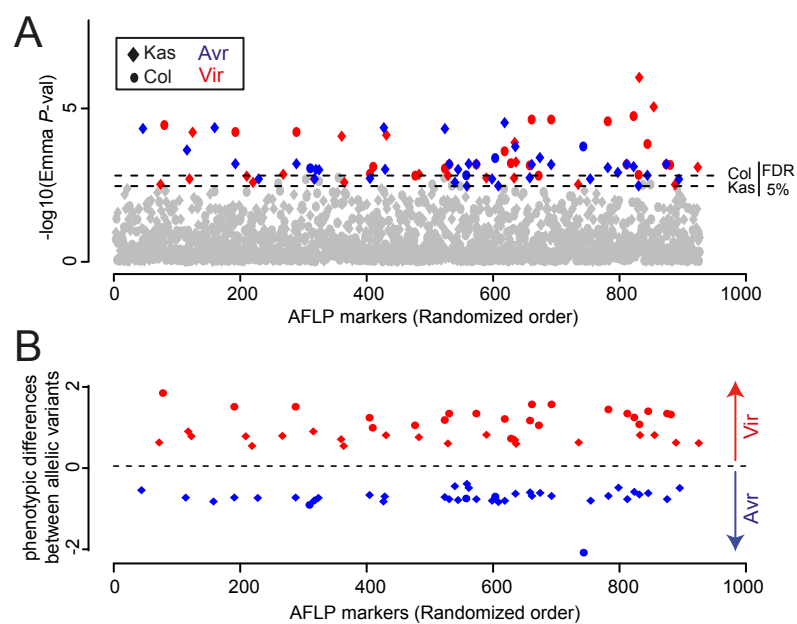 A
Kas Avr
Col Vir
-log10(Emma P-val)
5
0
Col
Kas
FDR
5%
0 200 400 600 800 1000
AFLP markers (Randomized order)
B
phenotypic differences
between allelic variants
2
0
-2
Vir
Avr
0 200 400 600 800 1000
AFLP markers (Randomized order)